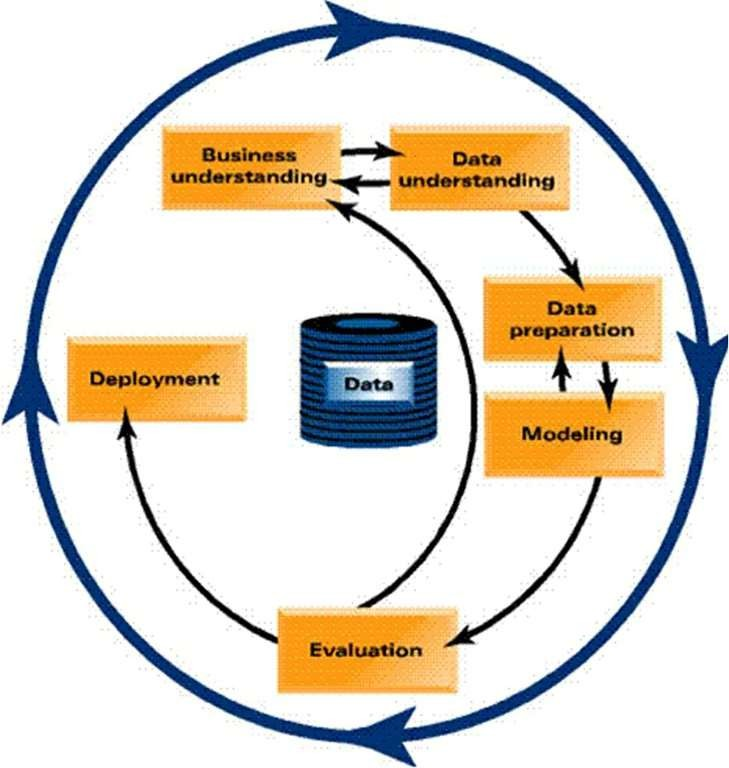 Business
understanding
Data
understanding
Data
preparation
Deployment
Data
Modeling
Evaluation